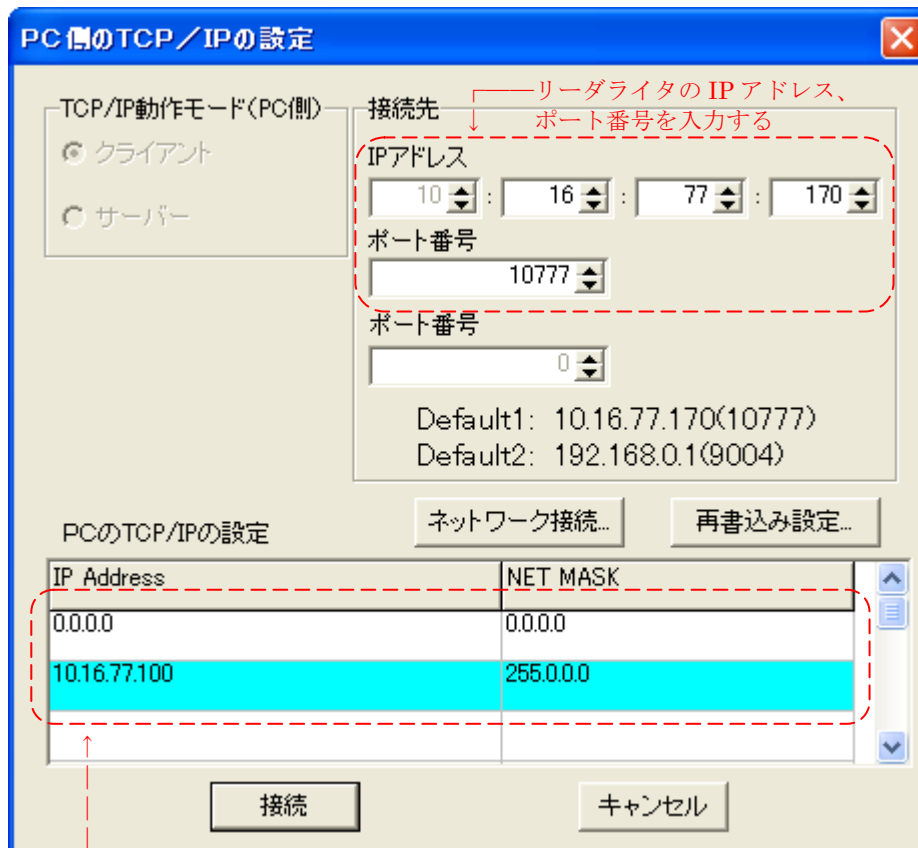 PC側のTCP／IPの設定
TCP/IP動作モード(PC側)
クライアント
サーバー
接続先
リーダライタの IP アドレス、
ポート番号を入力する
IPアドレス
10 : 16 : 77 : 170
ポート番号
10777
ポート番号
0
Default1: 10.16.77.170(10777)
Default2: 192.168.0.1(9004)
PCのTCP/IPの設定
ネットワーク接続...
再書込み設定...
IP Address NET MASK
0.0.0.0 0.0.0.0
10.16.77.100 255.0.0.0
接続
キャンセル